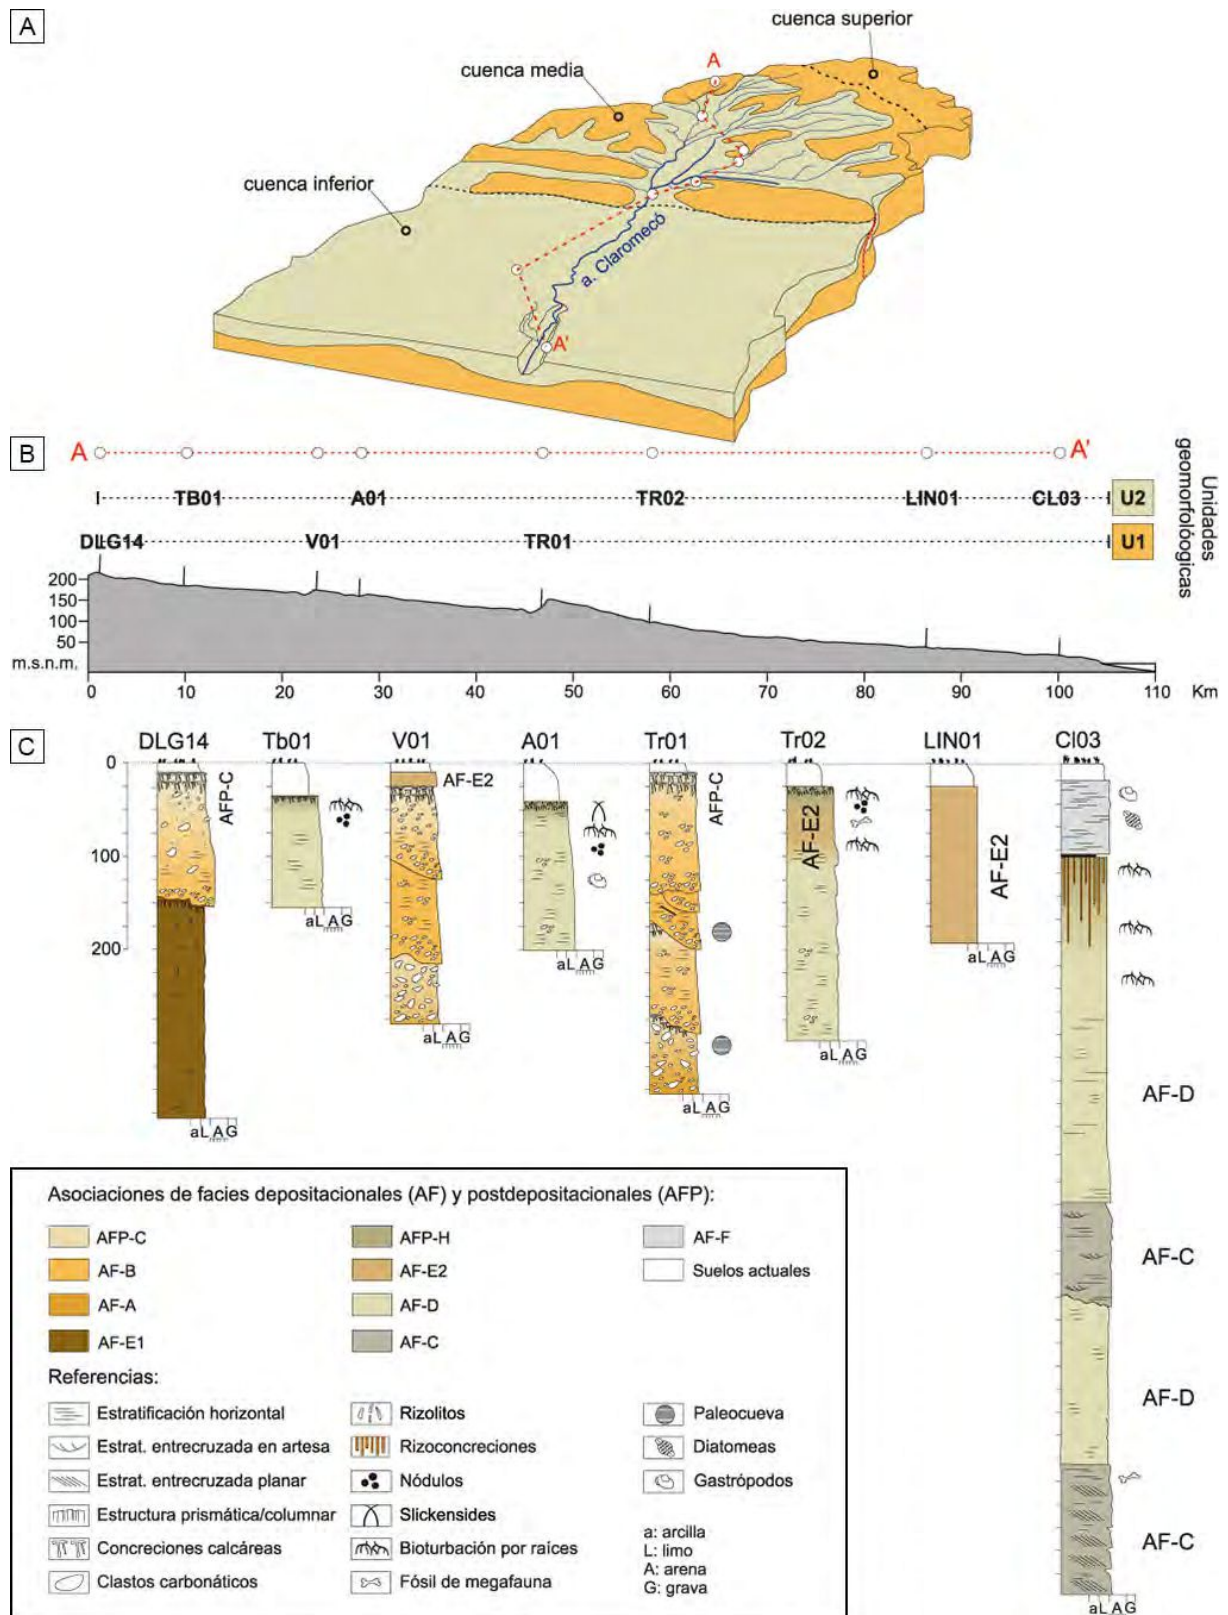 A
cuenca superior
cuenca media
A
cuenca inferior
a. Claromecó
A'
B
A
A'
TB01
A01
TR02
LIN01
CL03
U2
DLG14
V01
TR01
U1
Unidades
geomorfológicas
200
150
100
50
m.s.n.m.
0 10 20 30 40 50 60 70 80 90 100 110 Km
C
DLG14 Tb01 V01 A01 Tr01 Tr02 LIN01 Cl03
0
100
200
AFP-C
AF-E2
AFP-C
AF-E2
AF-E2
aLAG
aLAG
aLAG
aLAG
aLAG
aLAG
aLAG
AF-D
AF-C
AF-D
AF-C
aLAG
Asociaciones de facies depositacionales (AF) y postdepositacionales (AFP):
AFP-C
AFP-H
AF-F
AF-B
AF-E2
Suelos actuales
AF-A
AF-D
AF-E1
AF-C
Referencias:
Estratificación horizontal
Rizolitos
Paleocueva
Estrat. entrecruzada en artesa
Rizoconcreciones
Diatomeas
Estrat. entrecruzada planar
Nódulos
Gastrópodos
Estructura prismática/columnar
Slickensides
Concreciones calcáreas
Bioturbación por raíces
Clastos carbonáticos
Fósil de megafauna
a: arcilla
L: limo
A: arena
G: grava